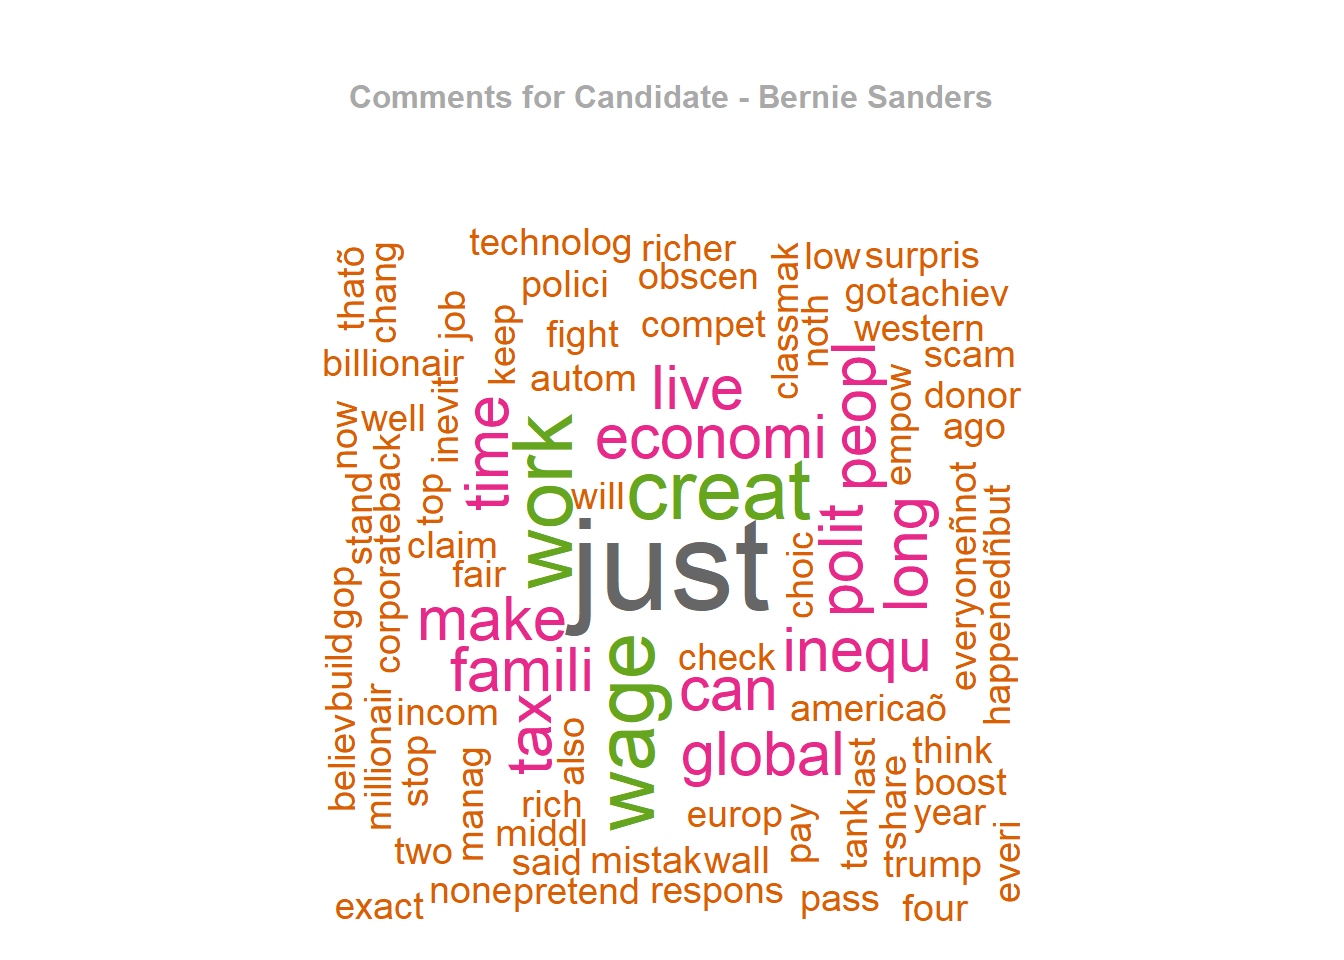 Comments for Candidate - Bernie Sanders
technolog
richer
thatõ
chang
classmak
low
surpris
polici
obscen
got
achiev
job
keep
fight
compet
noth
western
billionair
autom
live
peopl
scam
empow
donor
now
well
inevit
time
work
economi
ago
stand
corporateback
top
will
creat
polit
long
everyoneñnot
happenedñbut
claim
just
choic
fair
gop
make
build
famili
wage
check
inequ
can
believ
millionair
incom
tax
also
americaõ
stop
manag
global
last
think
share
boost
rich
europ
pay
tank
year
middl
two
said
mistak
wall
trump
everi
exact
none
pretend
respons
pass
four